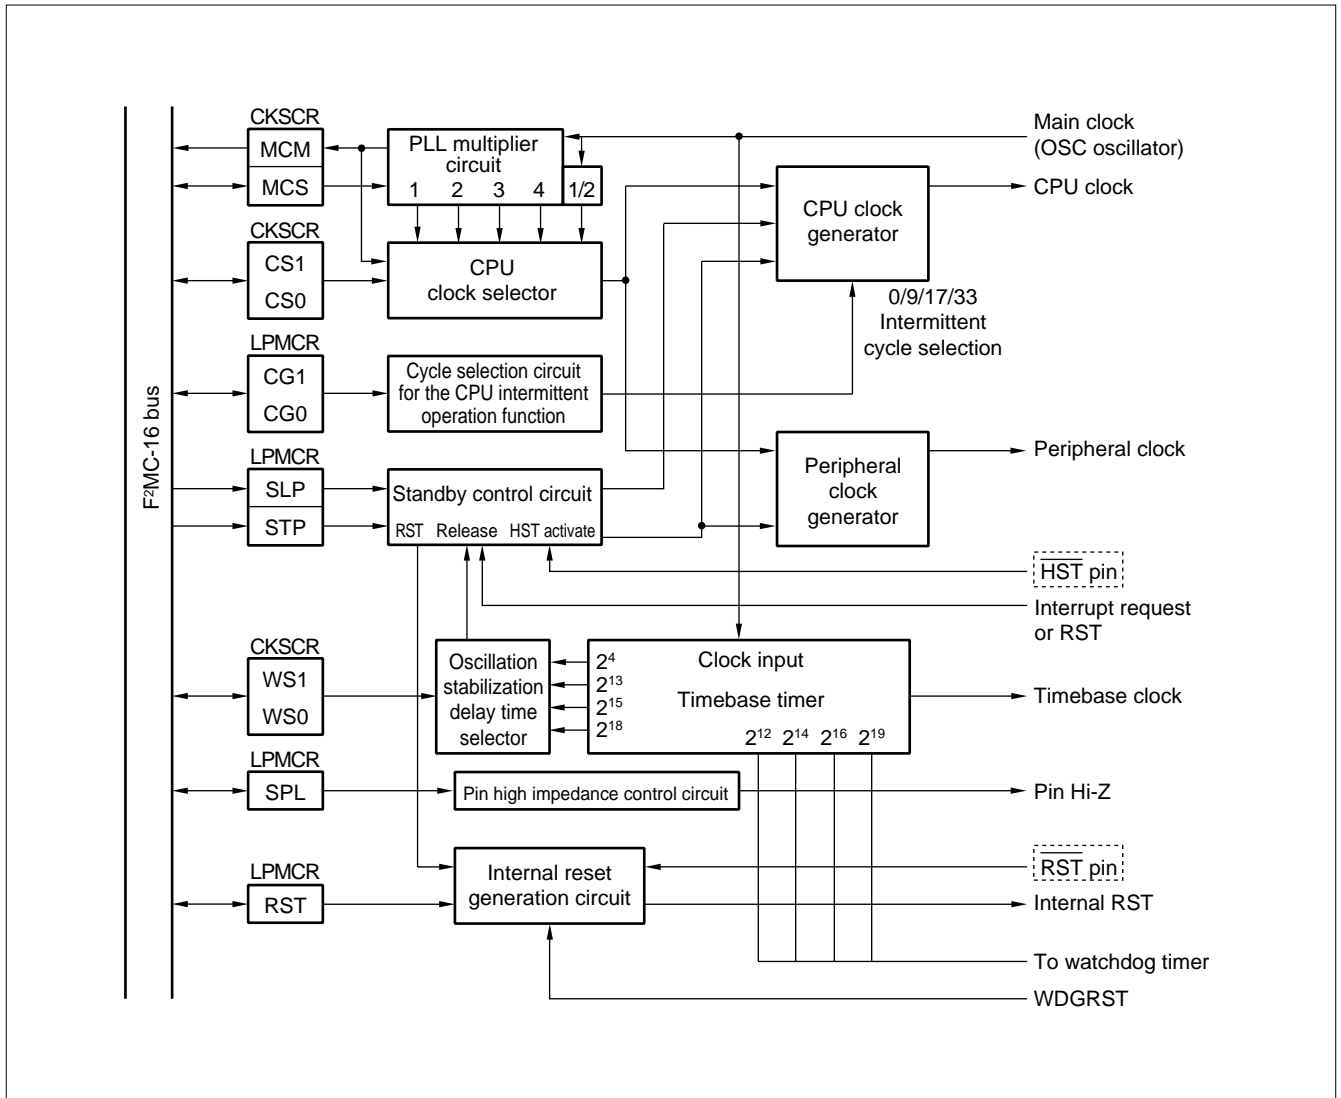 F²MC-16 bus
CKSCR
MCM
MCS
PLL multiplier
circuit
1 2 3 4 1/2
Main clock
(OSC oscillator)
CPU clock
generator
CPU clock
CKSCR
CS1
CS0
CPU
clock selector
0/9/17/33
Intermittent
cycle selection
LPMCR
CG1
CG0
Cycle selection circuit
for the CPU intermittent
operation function
Peripheral
clock
generator
Peripheral clock
LPMCR
SLP
STP
Standby control circuit
RST Release HST activate
HST pin
Interrupt request
or RST
CKSCR
WS1
WS0
Oscillation
stabilization
delay time
selector
2⁴
2¹³
2¹⁵
2¹⁸
Clock input
Timebase timer
2¹² 2¹⁴ 2¹⁶ 2¹⁹
Timebase clock
LPMCR
SPL
Pin high impedance control circuit
Pin Hi-Z
LPMCR
RST
Internal reset
generation circuit
RST pin
Internal RST
To watchdog timer
WDGRST